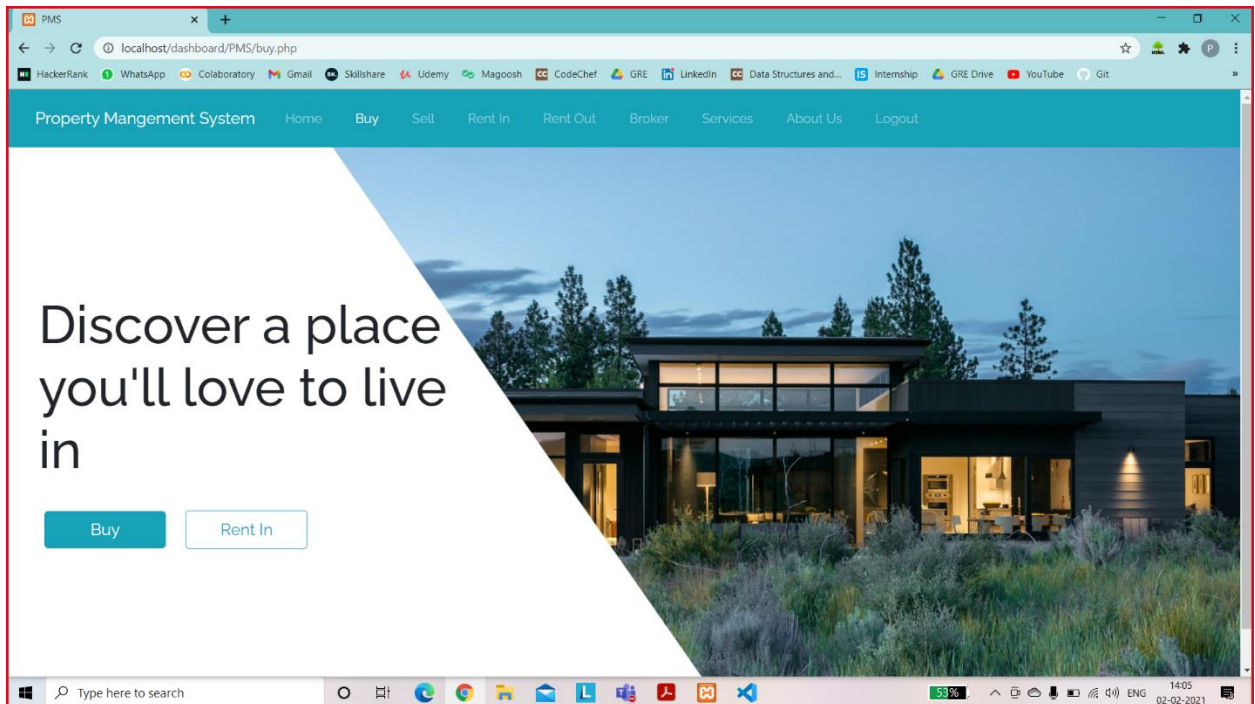 PMS
localhost/dashboard/PMS/buy.php
P
HackerRank WhatsApp Colaboratory Gmail Skillshare Udemy Magoosh CodeChef GRE LinkedIn Data Structures and... Internship GRE Drive YouTube Git »
Property Mangement System Home Buy Sell Rent In Rent Out Broker Services About Us Logout
Discover a place
you'll love to live
in
Buy Rent In
Type here to search
53% ENG 14:05
02-02-2021